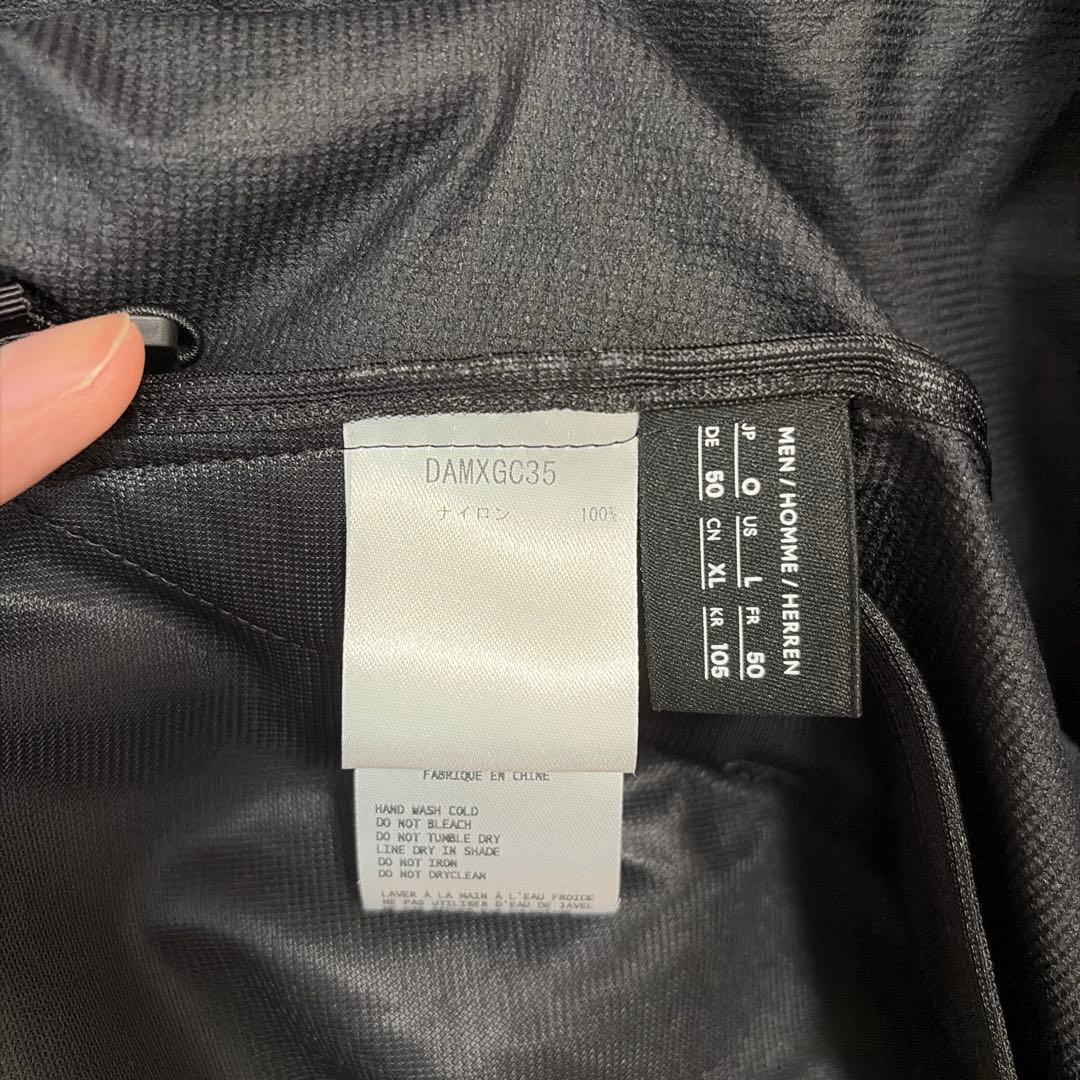 DAMXGC35
ナイロン 100%
FABRIQUE EN CHINE
HAND WASH COLD
DO NOT BLEACH
DO NOT TUMBLE DRY
LINE DRY IN SHADE
DO NOT IRON
DO NOT DRYCLEAN
LAVER À LA MAIN À L'EAU FROIDE
NE PAS UTILISER D'EAU DE JAVEL
MEN / HOMME / HERREN
JP O US L FR 50
DE 50 CN XL KR 105